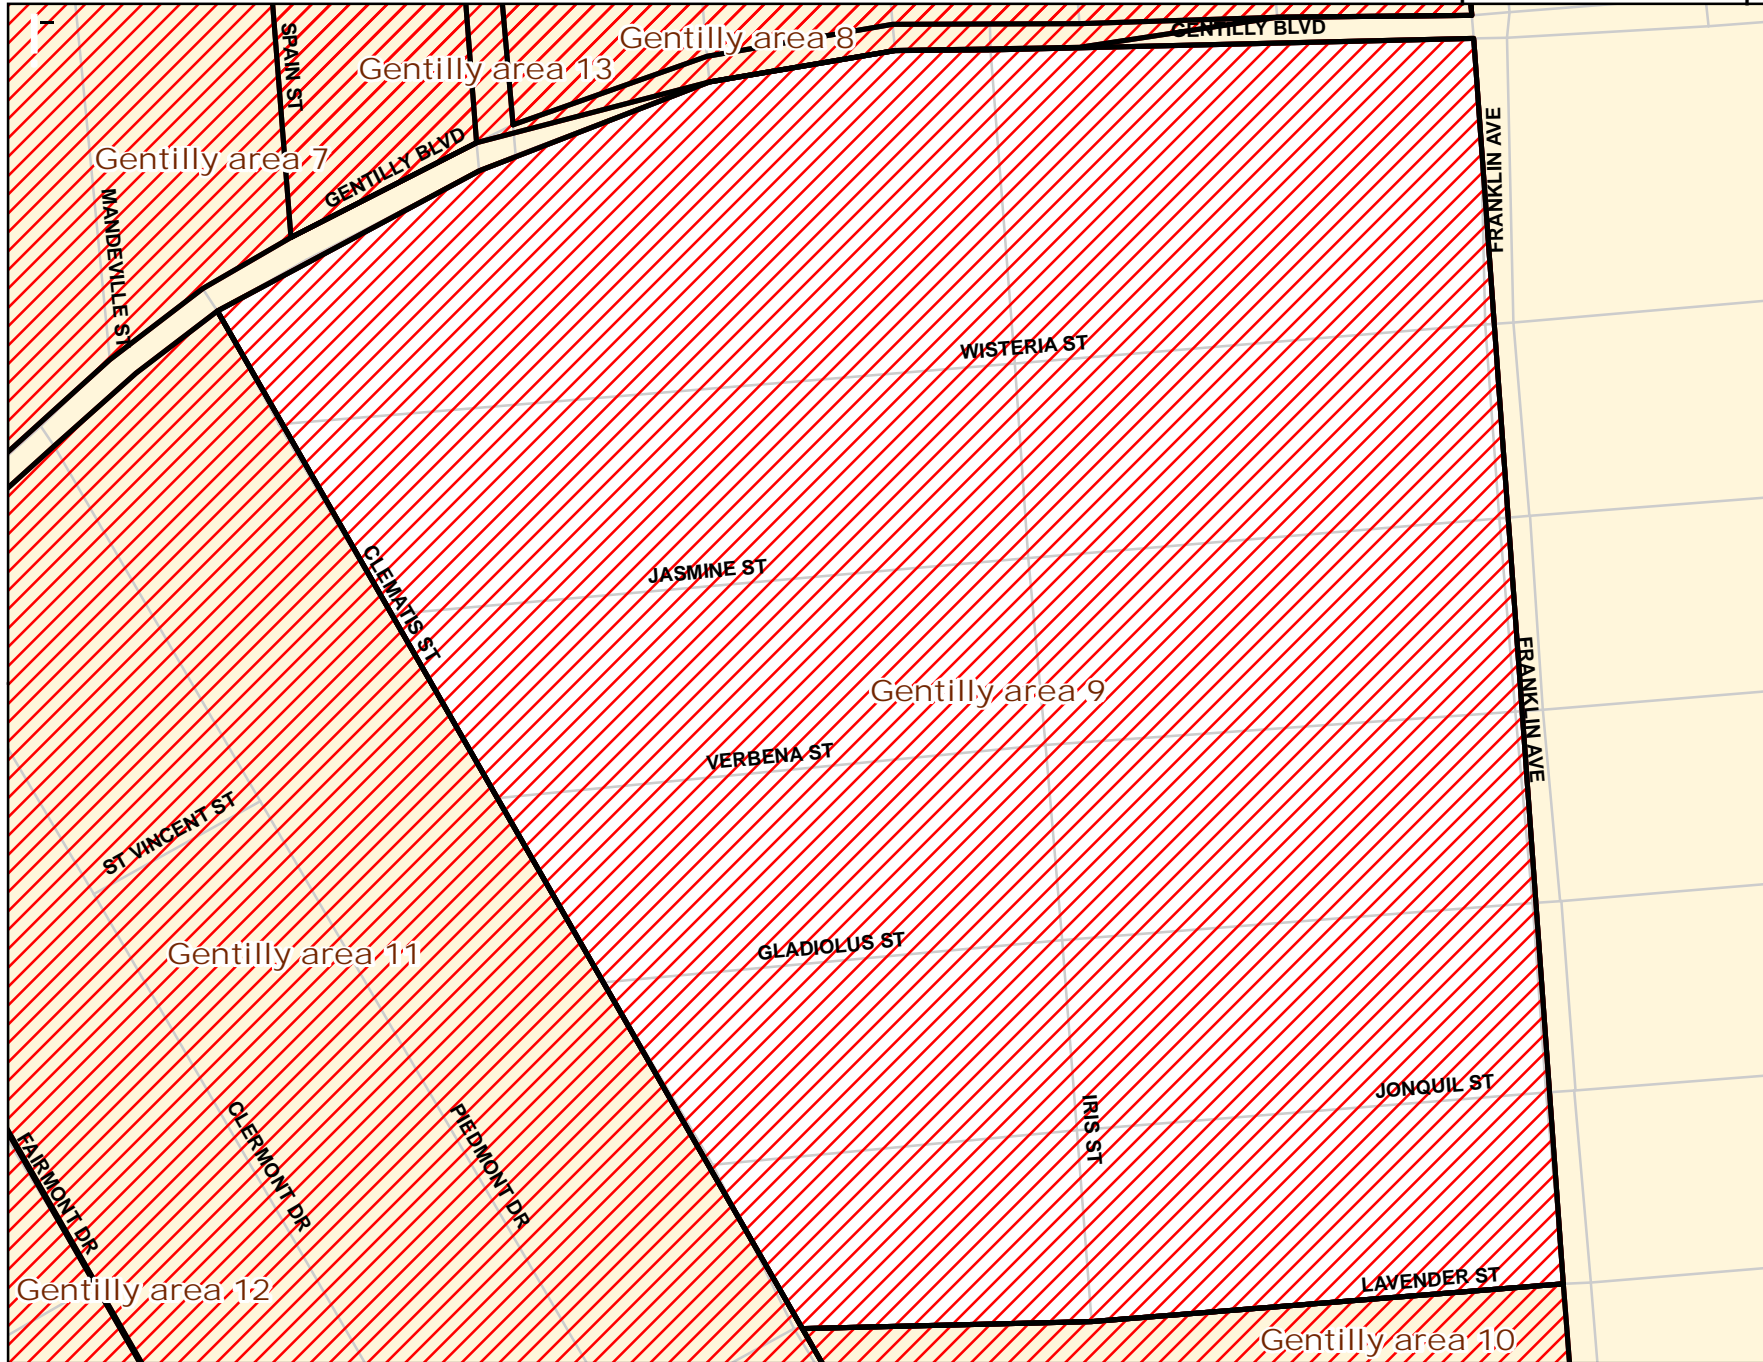 GENTILLY BLVD
Gentilly area 8
SPAIN ST
Gentilly area 13
Gentilly area 7
GENTILLY BLVD
FRANKLIN AVE
MANDEVILLE ST
WISTERIA ST
JASMINE ST
CLEMATIS ST
Gentilly area 9
FRANKLIN AVE
VERBENA ST
ST VINCENT ST
Gentilly area 11
GLADIOLUS ST
JONQUIL ST
IRIS ST
CLERMONT DR
PIEDMONT DR
FAIRMONT DR
Gentilly area 12
LAVENDER ST
Gentilly area 10